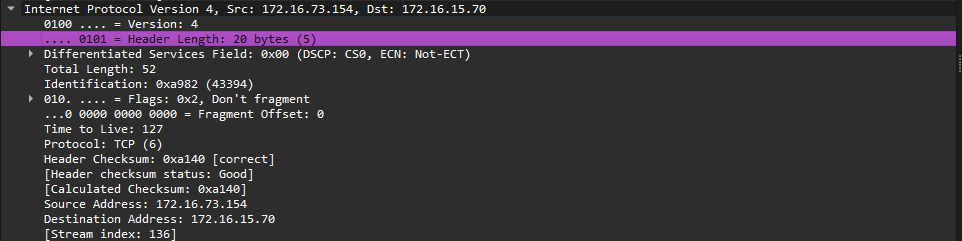 Internet Protocol Version 4, Src: 172.16.73.154, Dst: 172.16.15.70
0100 .... = Version: 4
.... 0101 = Header Length: 20 bytes (5)
Differentiated Services Field: 0x00 (DSCP: CS0, ECN: Not-ECT)
Total Length: 52
Identification: 0xa982 (43394)
010. .... = Flags: 0x2, Don't fragment
...0 0000 0000 0000 = Fragment Offset: 0
Time to Live: 127
Protocol: TCP (6)
Header Checksum: 0xa140 [correct]
[Header checksum status: Good]
[Calculated Checksum: 0xa140]
Source Address: 172.16.73.154
Destination Address: 172.16.15.70
[Stream index: 136]